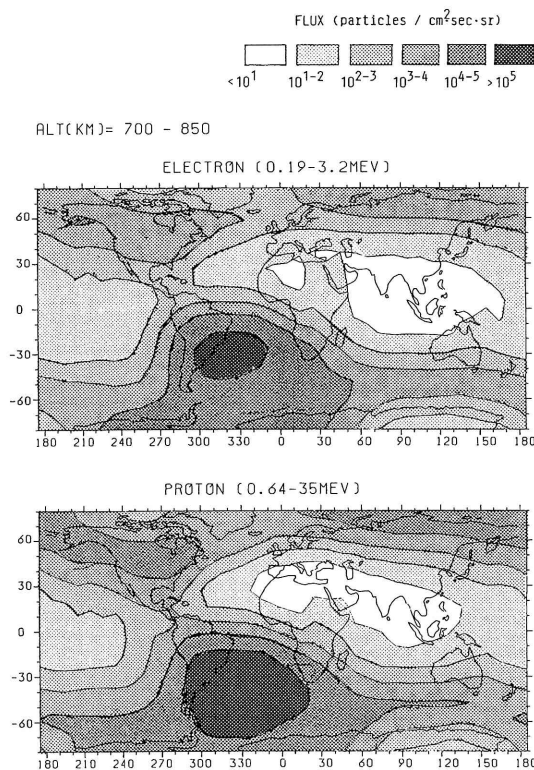 FLUX (particles / cm²sec·sr)
<10¹ 10¹⁻² 10²⁻³ 10³⁻⁴ 10⁴⁻⁵ >10⁵
ALT(KM)= 700 - 850
ELECTRON (0.19-3.2MEV)
60
30
0
-30
-60
180 210 240 270 300 330 0 30 60 90 120 150 180
PROTON (0.64-35MEV)
60
30
0
-30
-60
180 210 240 270 300 330 0 30 60 90 120 150 180